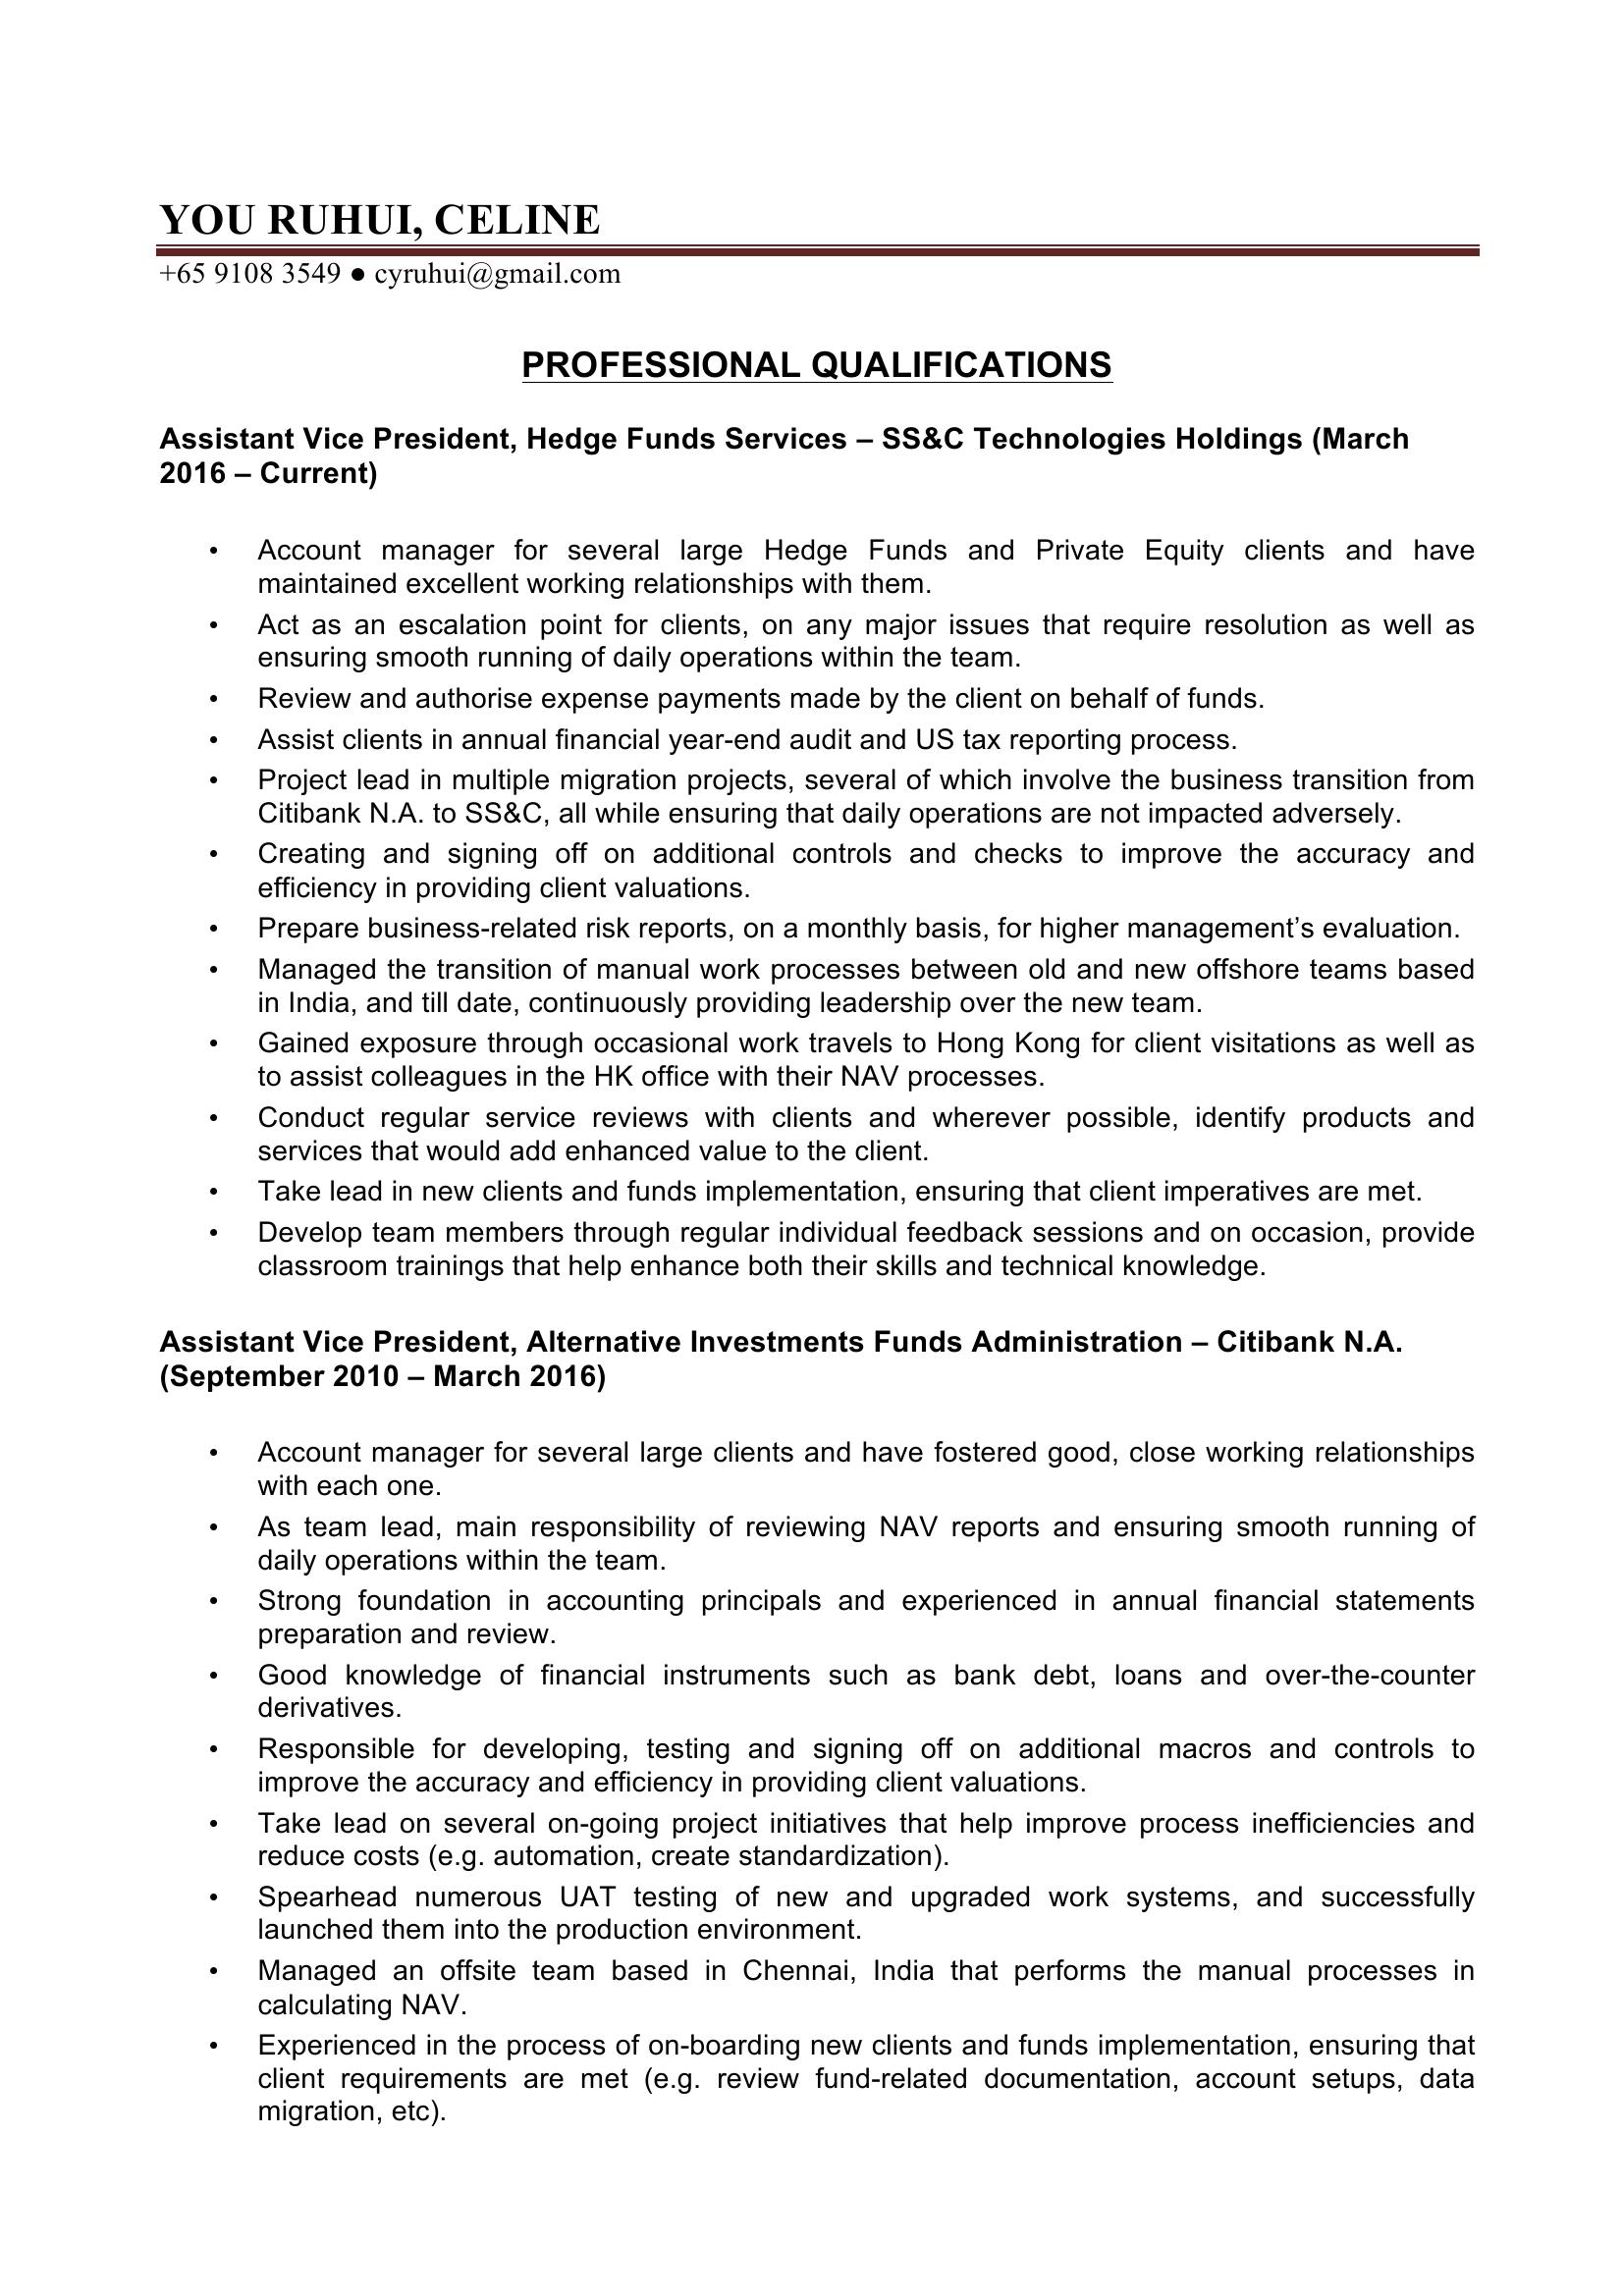 YOU RUHUI, CELINE
+65 9108 3549 ● cyruhui@gmail.com
PROFESSIONAL QUALIFICATIONS
Assistant Vice President, Hedge Funds Services – SS&C Technologies Holdings (March
2016 – Current)
• Account manager for several large Hedge Funds and Private Equity clients and have
maintained excellent working relationships with them.
• Act as an escalation point for clients, on any major issues that require resolution as well as
ensuring smooth running of daily operations within the team.
• Review and authorise expense payments made by the client on behalf of funds.
• Assist clients in annual financial year-end audit and US tax reporting process.
• Project lead in multiple migration projects, several of which involve the business transition from
Citibank N.A. to SS&C, all while ensuring that daily operations are not impacted adversely.
• Creating and signing off on additional controls and checks to improve the accuracy and
efficiency in providing client valuations.
• Prepare business-related risk reports, on a monthly basis, for higher management’s evaluation.
• Managed the transition of manual work processes between old and new offshore teams based
in India, and till date, continuously providing leadership over the new team.
• Gained exposure through occasional work travels to Hong Kong for client visitations as well as
to assist colleagues in the HK office with their NAV processes.
• Conduct regular service reviews with clients and wherever possible, identify products and
services that would add enhanced value to the client.
• Take lead in new clients and funds implementation, ensuring that client imperatives are met.
• Develop team members through regular individual feedback sessions and on occasion, provide
classroom trainings that help enhance both their skills and technical knowledge.
Assistant Vice President, Alternative Investments Funds Administration – Citibank N.A.
(September 2010 – March 2016)
• Account manager for several large clients and have fostered good, close working relationships
with each one.
• As team lead, main responsibility of reviewing NAV reports and ensuring smooth running of
daily operations within the team.
• Strong foundation in accounting principals and experienced in annual financial statements
preparation and review.
• Good knowledge of financial instruments such as bank debt, loans and over-the-counter
derivatives.
• Responsible for developing, testing and signing off on additional macros and controls to
improve the accuracy and efficiency in providing client valuations.
• Take lead on several on-going project initiatives that help improve process inefficiencies and
reduce costs (e.g. automation, create standardization).
• Spearhead numerous UAT testing of new and upgraded work systems, and successfully
launched them into the production environment.
• Managed an offsite team based in Chennai, India that performs the manual processes in
calculating NAV.
• Experienced in the process of on-boarding new clients and funds implementation, ensuring that
client requirements are met (e.g. review fund-related documentation, account setups, data
migration, etc).